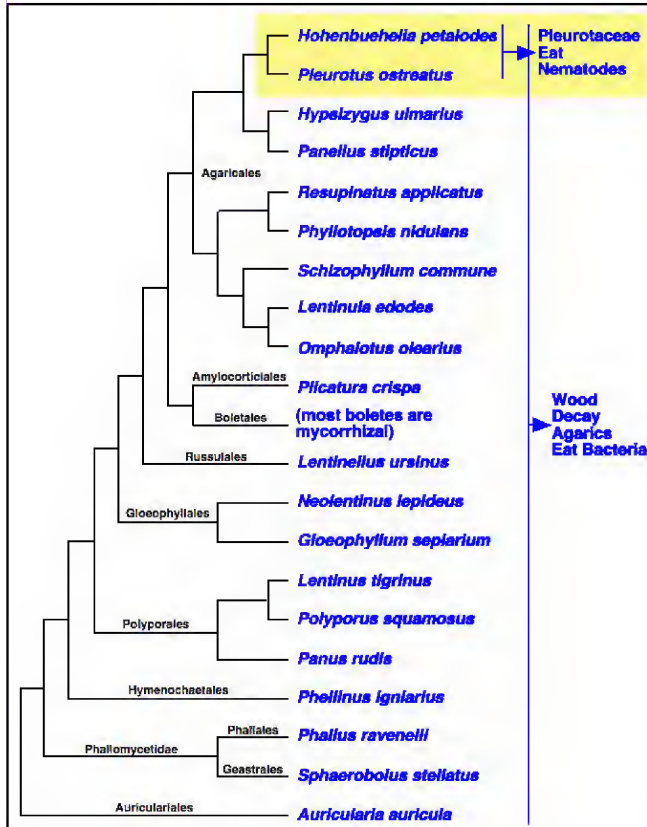 Hohenbuehelia petalodes
Pleurotaceae
Eat
Nematodes
Pleurotus ostreatus
Hypsizygus ulmarius
Panellus stipticus
Agaricales
Resupinatus applicatus
Phyllotopsis nidulans
Schizophyllum commune
Lentinula edodes
Omphalotus olearius
Amylocorticiales
Plicatura crispa
Boletales
(most boletes are
mycorrhizal)
Wood
Decay
Agarics
Eat Bacteria
Russulales
Lentinellus ursinus
Neolentinus lepideus
Gloeophyllales
Gloeophyllum sepiarium
Lentinus tigrinus
Polyporales
Polyporus squamosus
Panus rudis
Hymenochaetales
Phellinus igniarius
Phallales
Phallus ravenelii
Phallomycetidae
Geastrales
Sphaerobolus stellatus
Auriculariales
Auricularia auricula